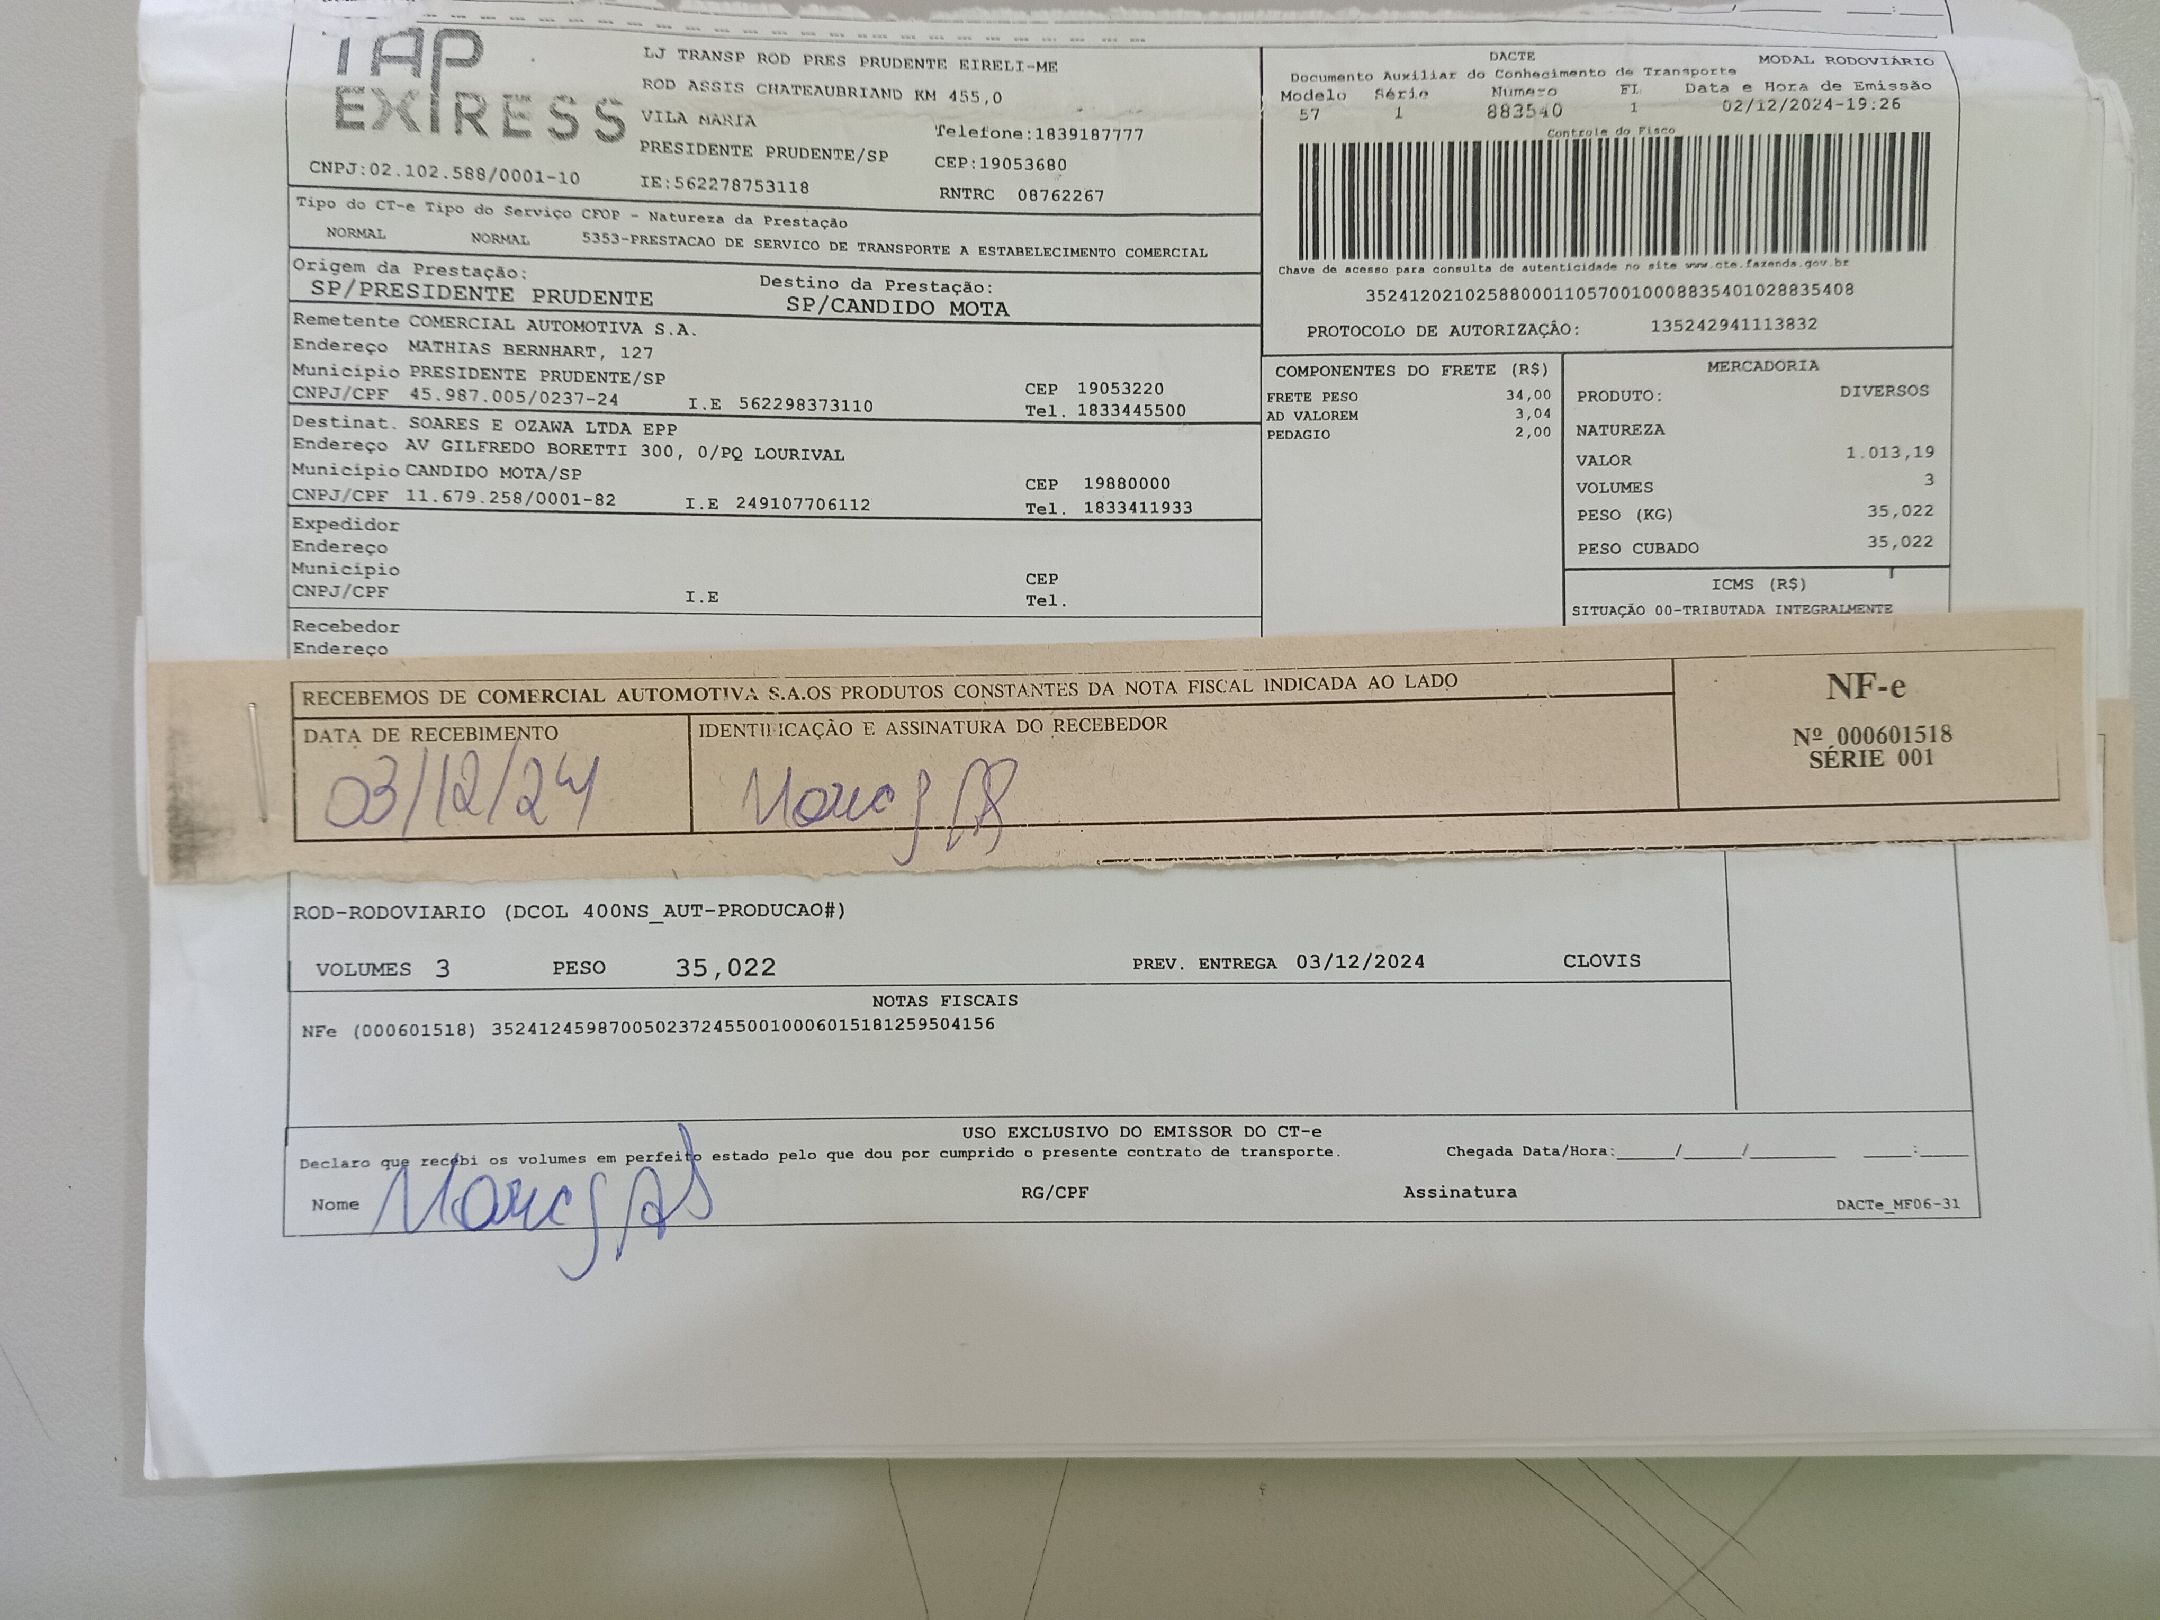 TAP
EXPRESS
LJ TRANSP ROD PRES PRUDENTE EIRELI-ME
ROD ASSIS CHATEAUBRIAND KM 455,0
VILA MARIA
Telefone:1839187777
PRESIDENTE PRUDENTE/SP
CEP:19053680
CNPJ:02.102.588/0001-10
IE:562278753118
RNTRC 08762267
DACTE
MODAL RODOVIÁRIO
Documento Auxiliar do Conhecimento de Transporte
Modelo Série Numero FL Data e Hora de Emissão
57 1 883540 1 02/12/2024-19:26
Controle do Fisco
Chave de acesso para consulta de autenticidade no site www.cte.fazenda.gov.br
35241202102588000110570010008835401028835408
PROTOCOLO DE AUTORIZAÇÃO: 135242941113832
Tipo do CT-e Tipo do Serviço CFOP - Natureza da Prestação
NORMAL NORMAL 5353-PRESTACAO DE SERVICO DE TRANSPORTE A ESTABELECIMENTO COMERCIAL
Origem da Prestação: Destino da Prestação:
SP/PRESIDENTE PRUDENTE SP/CANDIDO MOTA
Remetente COMERCIAL AUTOMOTIVA S.A.
Endereço MATHIAS BERNHART, 127
Município PRESIDENTE PRUDENTE/SP CEP 19053220
CNPJ/CPF 45.987.005/0237-24 I.E 562298373110 Tel. 1833445500
Destinat. SOARES E OZAWA LTDA EPP
Endereço AV GILFREDO BORETTI 300, 0/PQ LOURIVAL
Município CANDIDO MOTA/SP CEP 19880000
CNPJ/CPF 11.679.258/0001-82 I.E 249107706112 Tel. 1833411933
Expedidor
Endereço
Município CEP
CNPJ/CPF I.E Tel.
Recebedor
Endereço
COMPONENTES DO FRETE (R$)
FRETE PESO 34,00
AD VALOREM 3,04
PEDAGIO 2,00
MERCADORIA
PRODUTO: DIVERSOS
NATUREZA
VALOR 1.013,19
VOLUMES 3
PESO (KG) 35,022
PESO CUBADO 35,022
ICMS (R$)
SITUAÇÃO 00-TRIBUTADA INTEGRALMENTE
RECEBEMOS DE COMERCIAL AUTOMOTIVA S.A.OS PRODUTOS CONSTANTES DA NOTA FISCAL INDICADA AO LADO
DATA DE RECEBIMENTO IDENTIFICAÇÃO E ASSINATURA DO RECEBEDOR
03/12/24
NF-e
Nº 000601518
SÉRIE 001
ROD-RODOVIARIO (DCOL 400NS_AUT-PRODUCAO#)
VOLUMES 3 PESO 35,022 PREV. ENTREGA 03/12/2024 CLOVIS
NOTAS FISCAIS
NFe (000601518) 35241245987005023724550010006015181259504156
USO EXCLUSIVO DO EMISSOR DO CT-e
Declaro que recebi os volumes em perfeito estado pelo que dou por cumprido o presente contrato de transporte. Chegada Data/Hora:_____/_____/________ ____:____
Nome RG/CPF Assinatura
DACTe_MF06-31